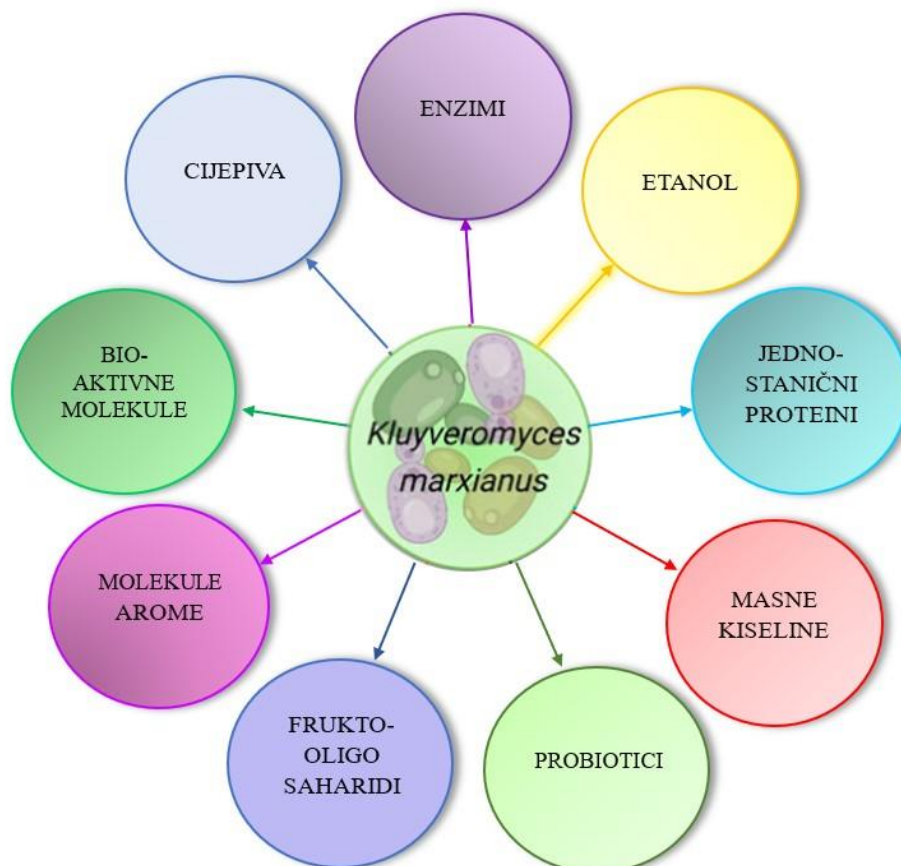 ENZIMI
ETANOL
JEDNO-
STANIČNI
PROTEINI
MASNE
KISELINE
PROBIOTICI
FRUKTO-
OLIGO
SAHARIDI
MOLEKULE
AROME
BIO-
AKTIVNE
MOLEKULE
CIJEPIVA
Kluyveromyces
marxianus